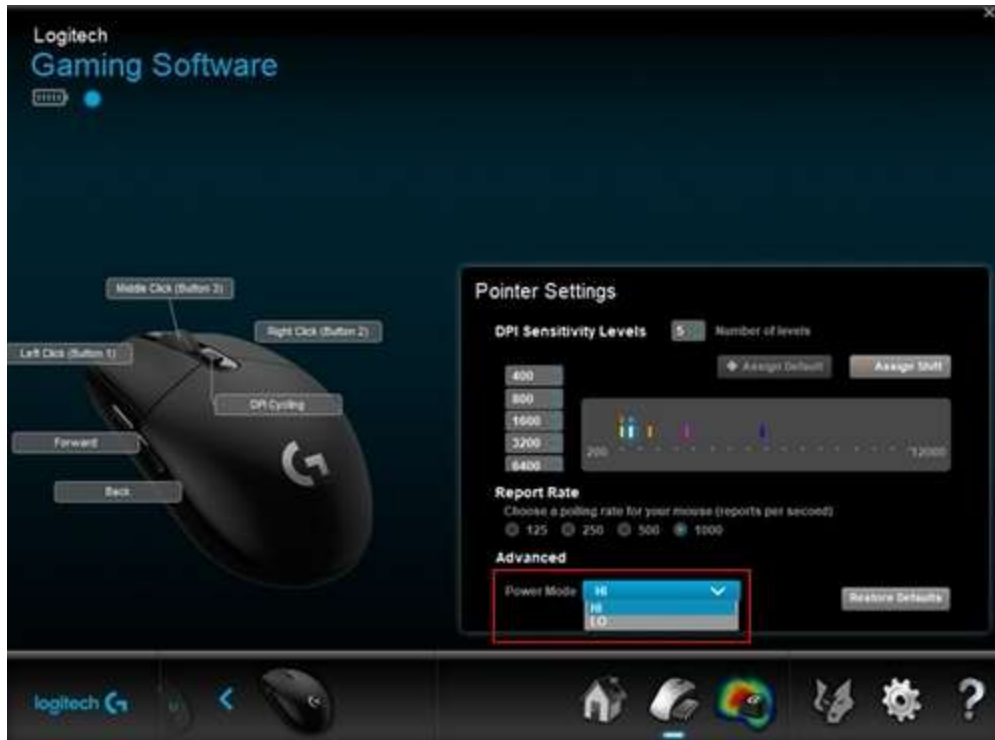 Logitech
Gaming Software
Middle Click (Button 3)
Right Click (Button 2)
Left Click (Button 1)
DPI Cycling
Forward
Back
Pointer Settings
DPI Sensitivity Levels 5 Number of levels
Assign Default Assign Shift
400
800
1600
3200
6400
200 12000
Report Rate
Choose a polling rate for your mouse (reports per second)
125 250 500 1000
Advanced
Power Mode HI
HI
LO
Restore Defaults
logitech G
?